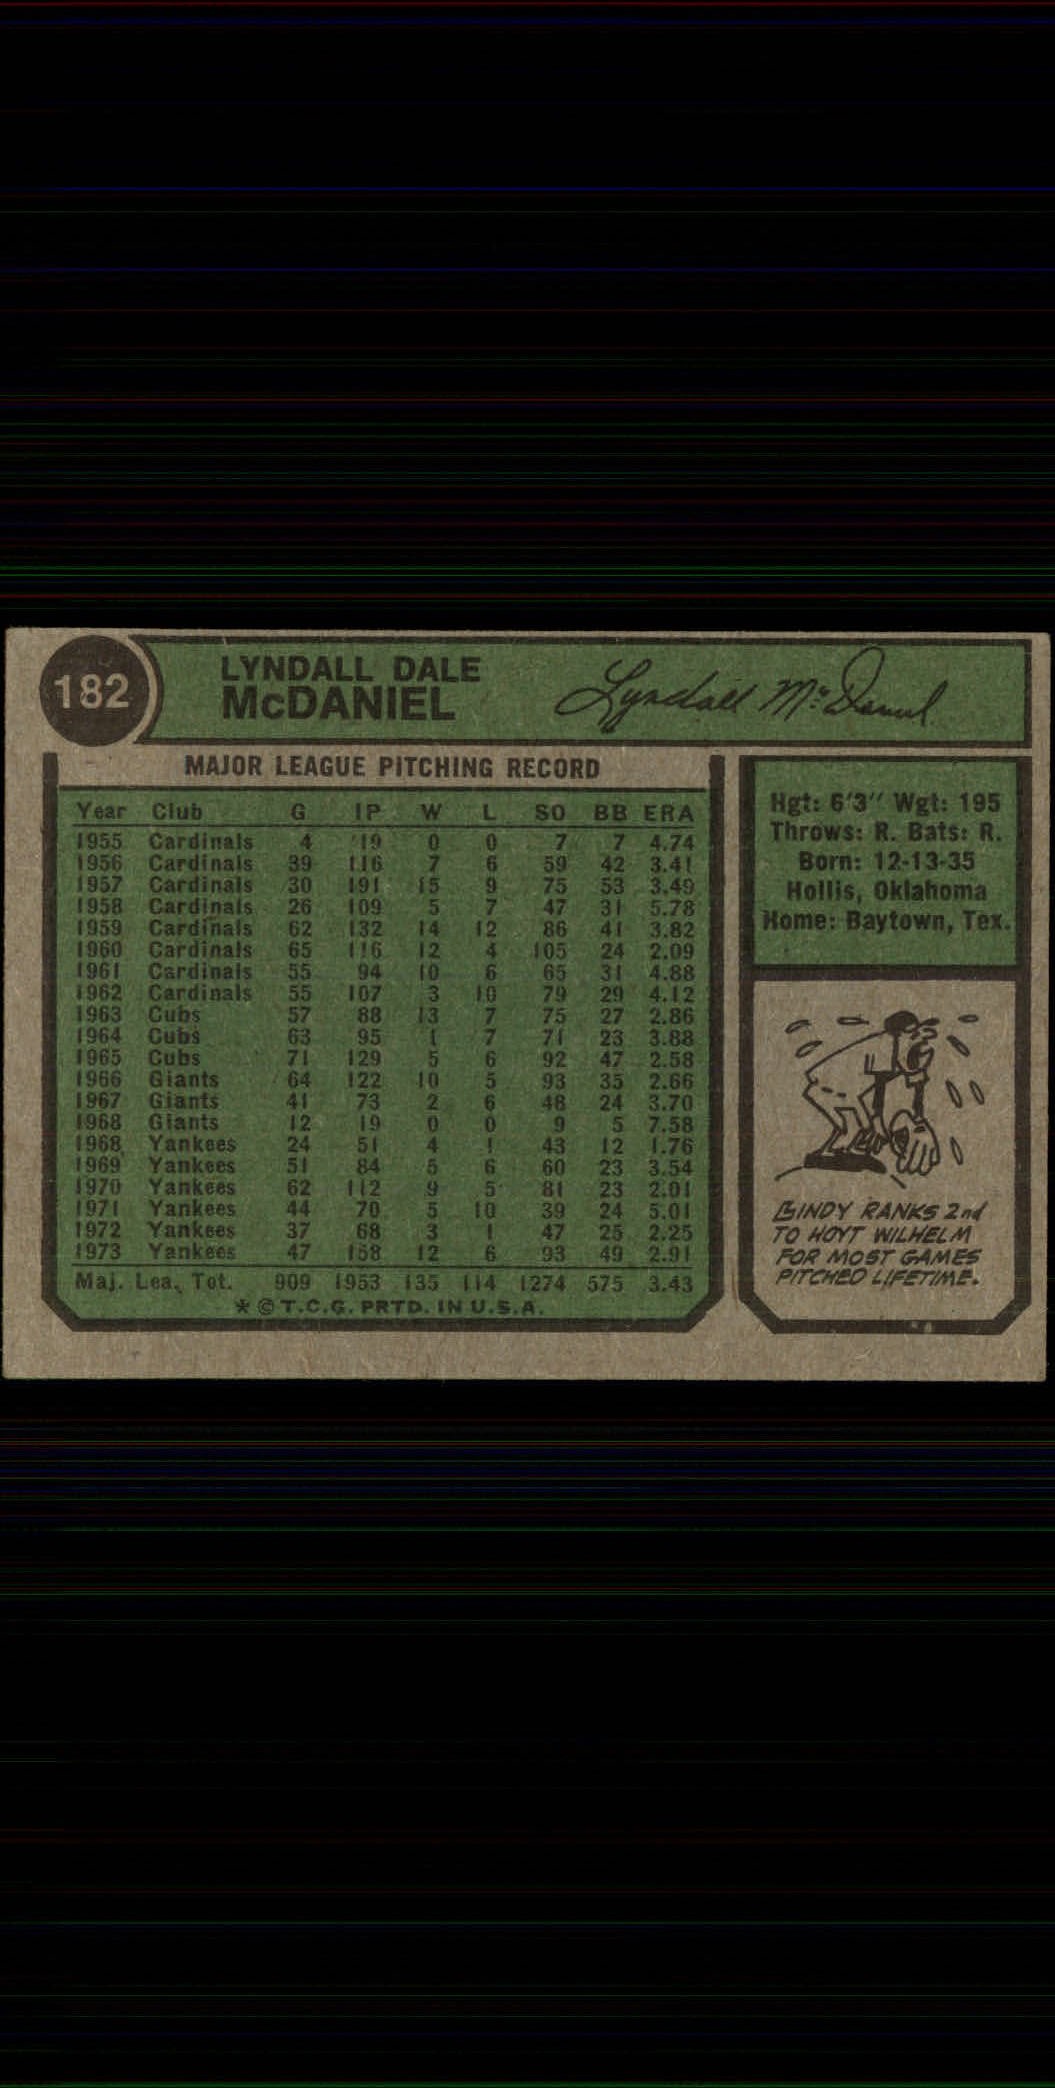 182
LYNDALL DALE
McDANIEL
Lyndall McDaniel
MAJOR LEAGUE PITCHING RECORD
Year Club G IP W L SO BB ERA
1955 Cardinals 4 19 0 0 7 7 4.74
1956 Cardinals 39 116 7 6 59 42 3.41
1957 Cardinals 30 191 15 9 75 53 3.49
1958 Cardinals 26 109 5 7 47 31 5.78
1959 Cardinals 62 132 14 12 86 41 3.82
1960 Cardinals 65 116 12 4 105 24 2.09
1961 Cardinals 55 94 10 6 65 31 4.88
1962 Cardinals 55 107 3 10 79 29 4.12
1963 Cubs 57 88 13 7 75 27 2.86
1964 Cubs 63 95 1 7 71 23 3.88
1965 Cubs 71 129 5 6 92 47 2.58
1966 Giants 64 122 10 5 93 35 2.66
1967 Giants 41 73 2 6 48 24 3.70
1968 Giants 12 19 0 0 9 5 7.58
1968 Yankees 24 51 4 1 43 12 1.76
1969 Yankees 51 84 5 6 60 23 3.54
1970 Yankees 62 112 9 5 81 23 2.01
1971 Yankees 44 70 5 10 39 24 5.01
1972 Yankees 37 68 3 1 47 25 2.25
1973 Yankees 47 158 12 6 93 49 2.91
Maj. Lea. Tot. 909 1953 135 114 1274 575 3.43
* © T.C.G. PRTD. IN U.S.A.
Hgt: 6'3" Wgt: 195
Throws: R. Bats: R.
Born: 12-13-35
Hollis, Oklahoma
Home: Baytown, Tex.
LINDY RANKS 2nd
TO HOYT WILHELM
FOR MOST GAMES
PITCHED LIFETIME.